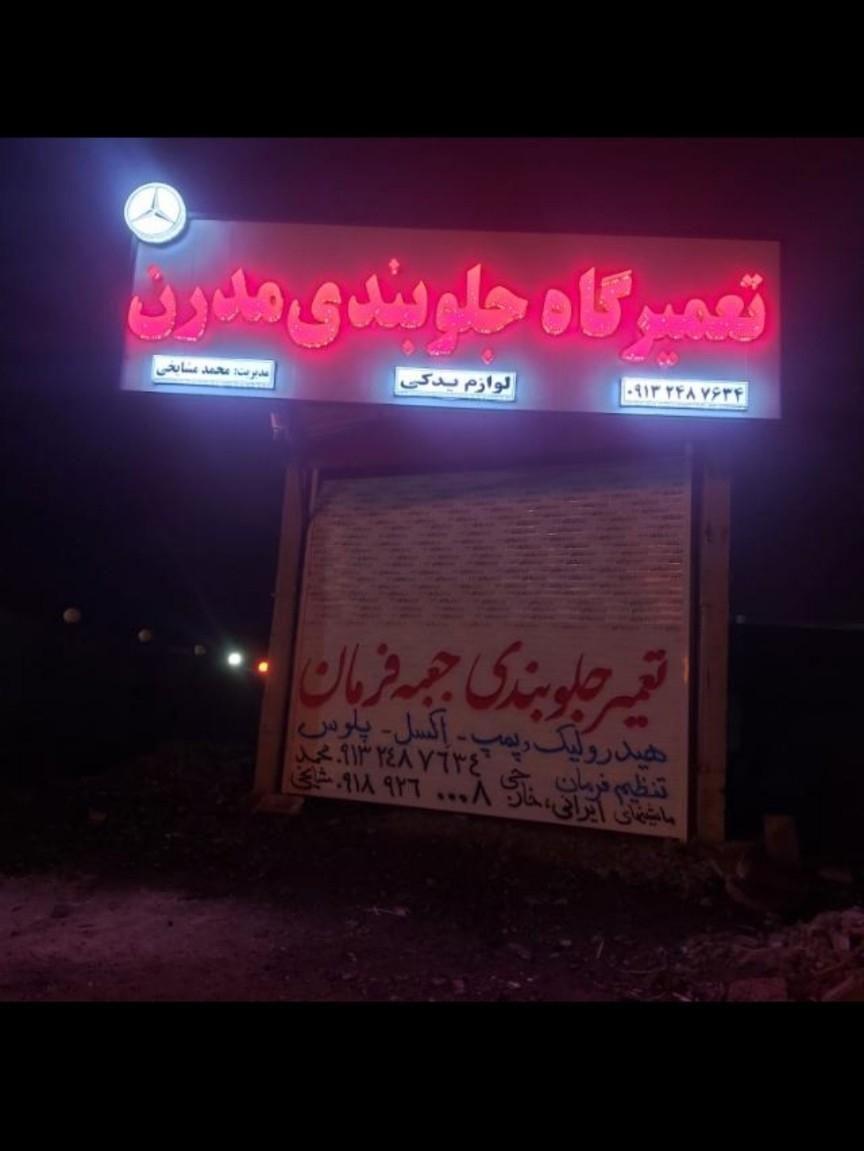 تعمیرگاه جلوبندی مدرن
۰۹۱۳ ۲۴۸ ۷۶۳۴
لوازم یدکی
مدیریت: محمد مشایخی
تعمیر جلوبندی جعبه فرمان
هیدرولیک و پمپ - اکسل - پلوس
تنظیم فرمان
۰۹۱۳ ۲۴۸ ۷۶۳۴ محمد
ماشینهای ایرانی، خارجی
۰۹۱۸ ۹۲۶ ۰۰۰۸ مشایخی